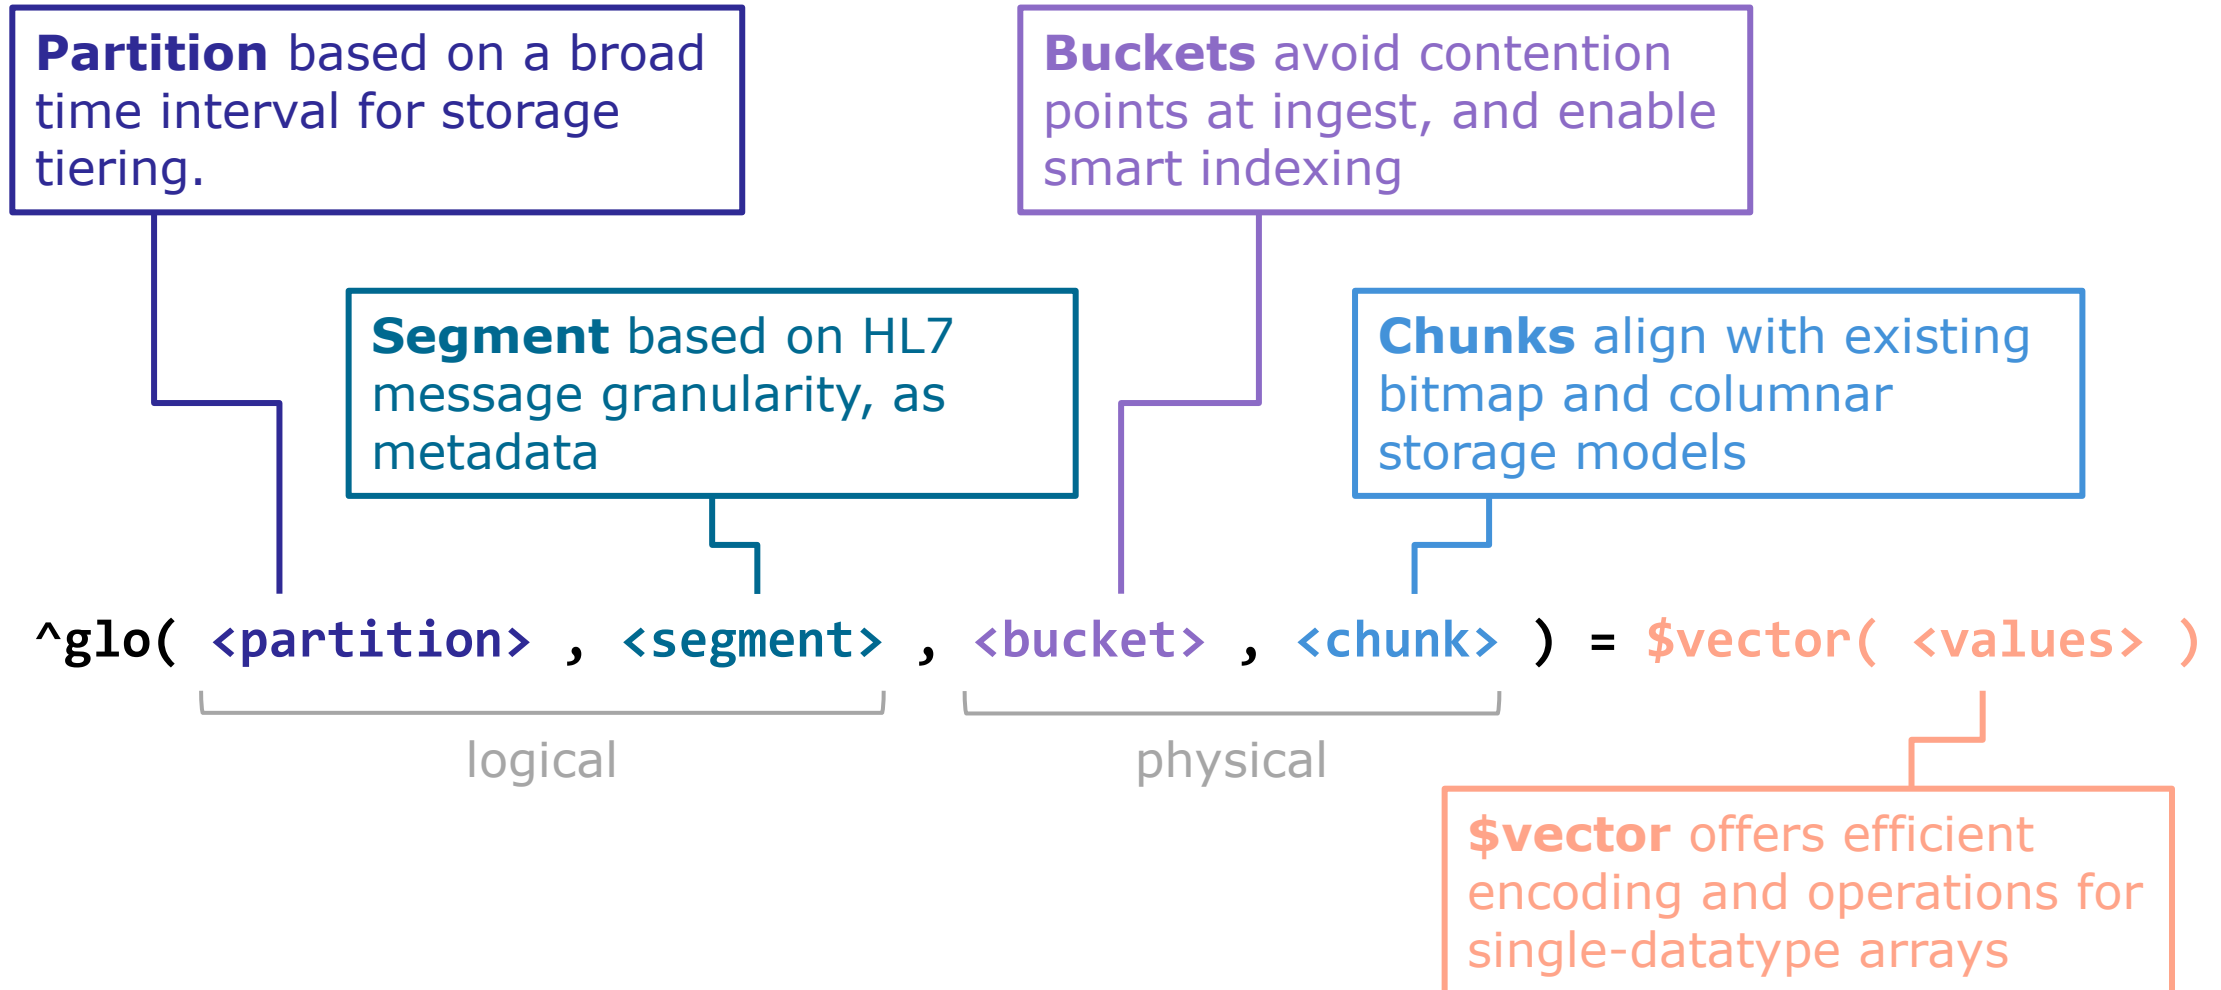 Partition based on a broad
time interval for storage
tiering.
Buckets avoid contention
points at ingest, and enable
smart indexing
Segment based on HL7
message granularity, as
metadata
Chunks align with existing
bitmap and columnar
storage models
^glo( <partition> , <segment> , <bucket> , <chunk> ) = $vector( <values> )
logical
physical
$vector offers efficient
encoding and operations for
single-datatype arrays